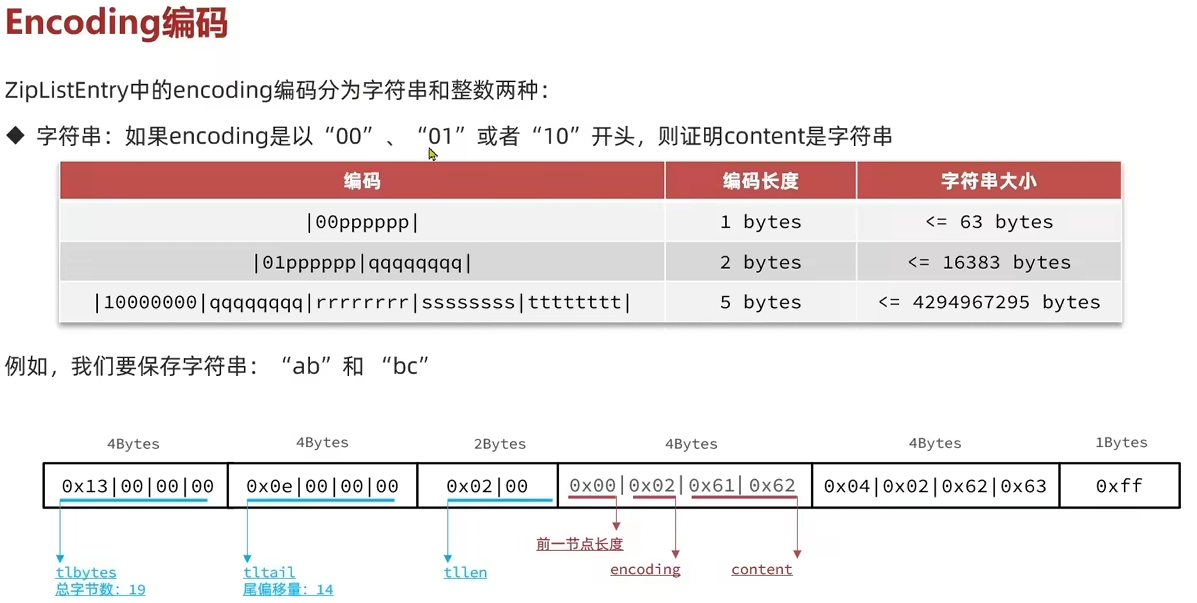 Encoding编码
ZipListEntry中的encoding编码分为字符串和整数两种：
◆ 字符串：如果encoding是以“00”、“01”或者“10”开头，则证明content是字符串
编码 编码长度 字符串大小
|00pppppp| 1 bytes <= 63 bytes
|01pppppp|qqqqqqqq| 2 bytes <= 16383 bytes
|10000000|qqqqqqqq|rrrrrrrr|ssssssss|tttttttt| 5 bytes <= 4294967295 bytes
例如，我们要保存字符串：“ab”和 “bc”
4Bytes 4Bytes 2Bytes 4Bytes 4Bytes 1Bytes
0x13|00|00|00 0x0e|00|00|00 0x02|00 0x00|0x02|0x61|0x62 0x04|0x02|0x62|0x63 0xff
前一节点长度
tlbytes tltail tllen encoding content
总字节数：19 尾偏移量：14